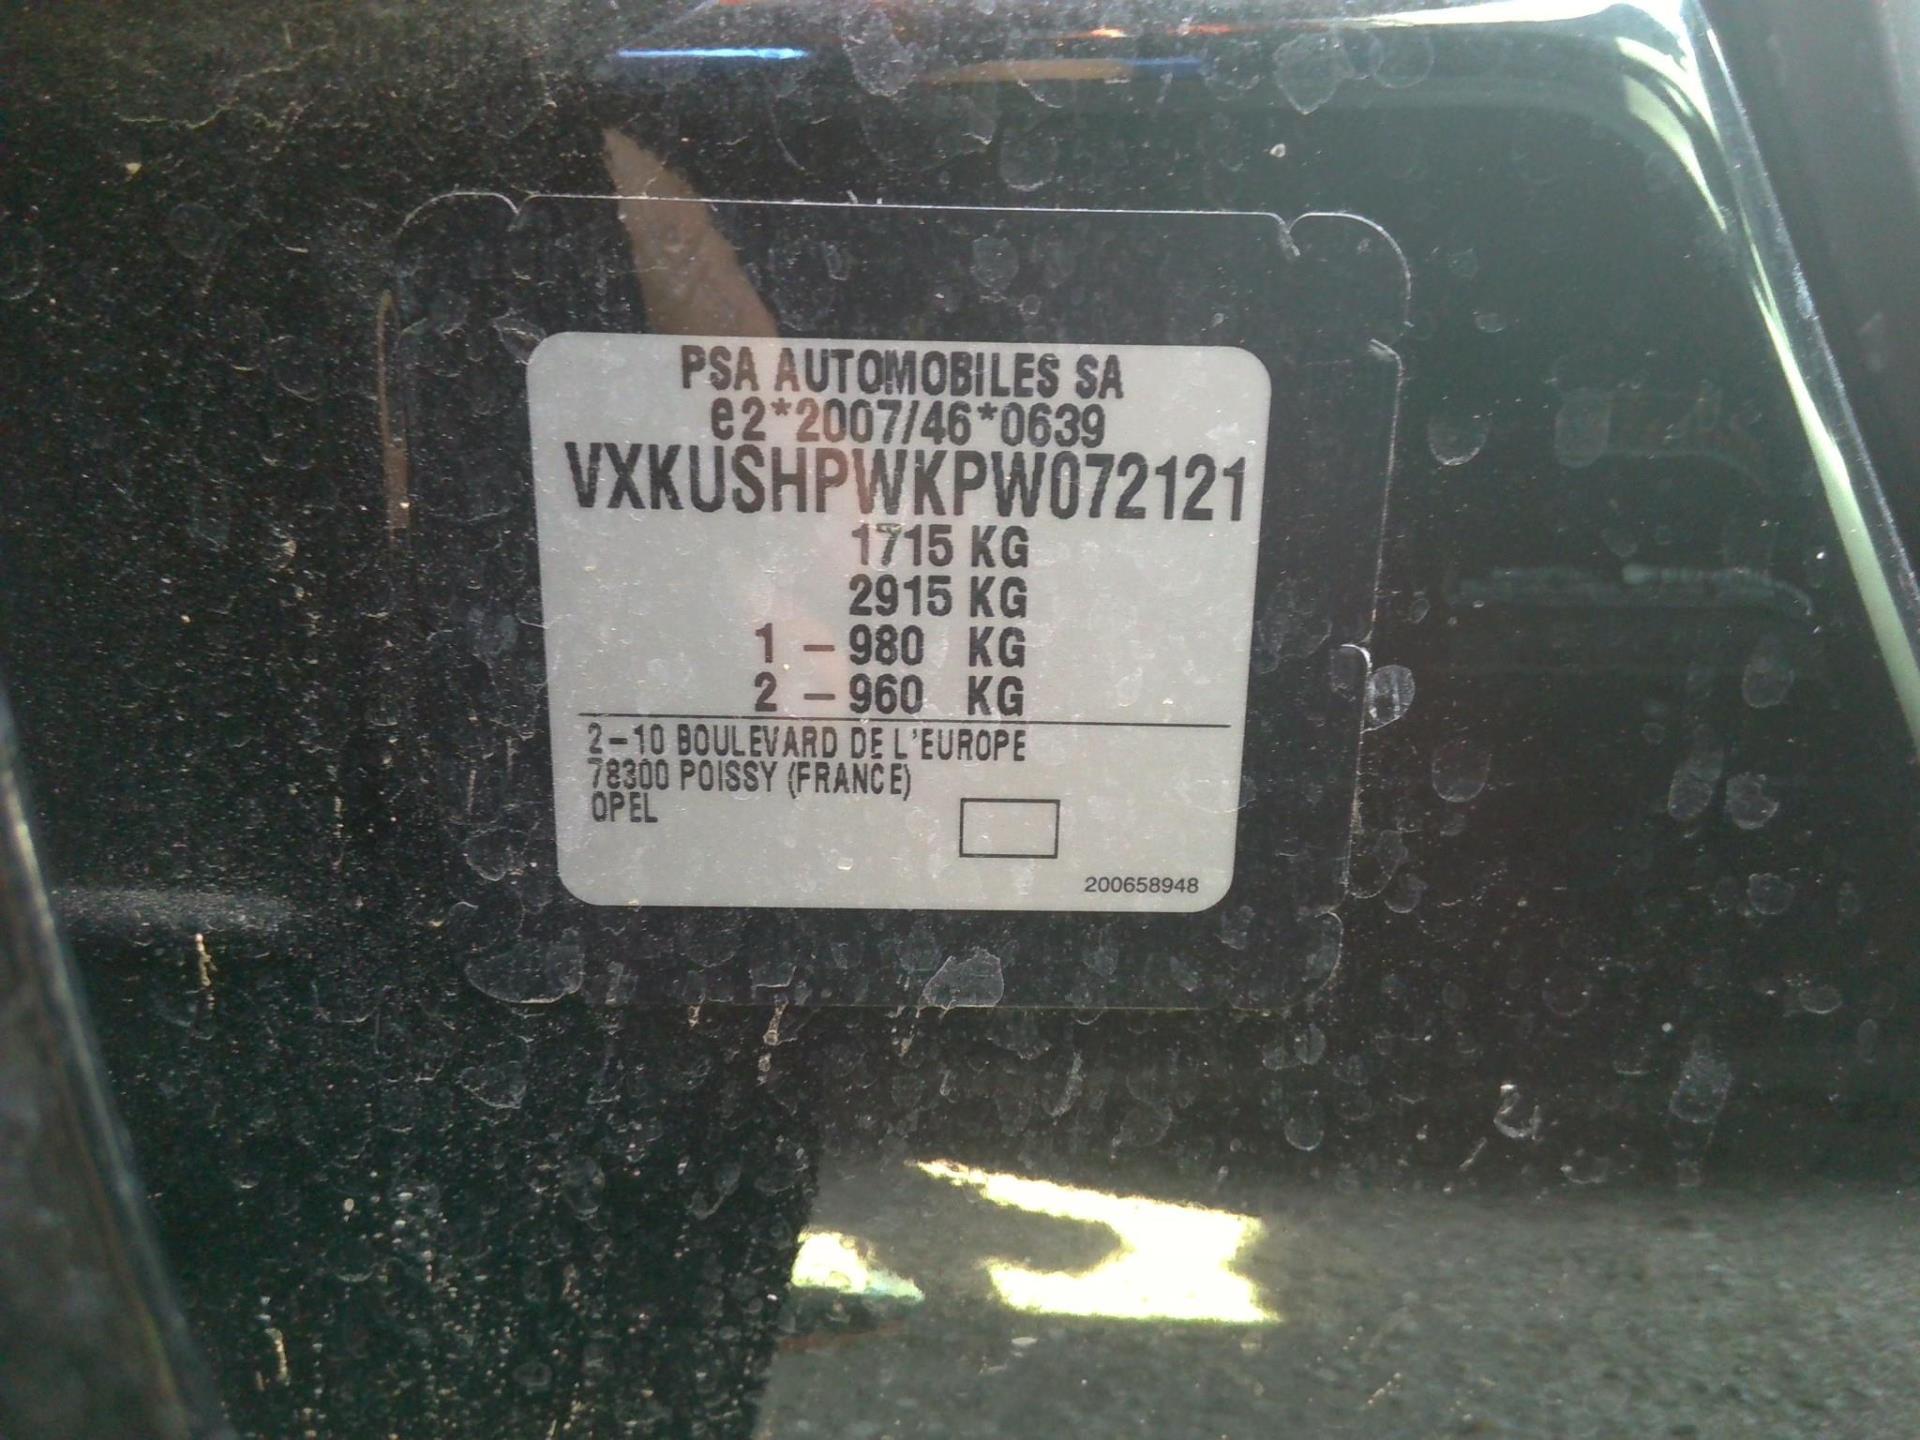 PSA AUTOMOBILES SA
e2*2007/46*0639
VXKUSHPWKPW072121
1715 KG
2915 KG
1 - 980 KG
2 - 960 KG
2-10 BOULEVARD DE L'EUROPE
78300 POISSY (FRANCE)
OPEL
200658948